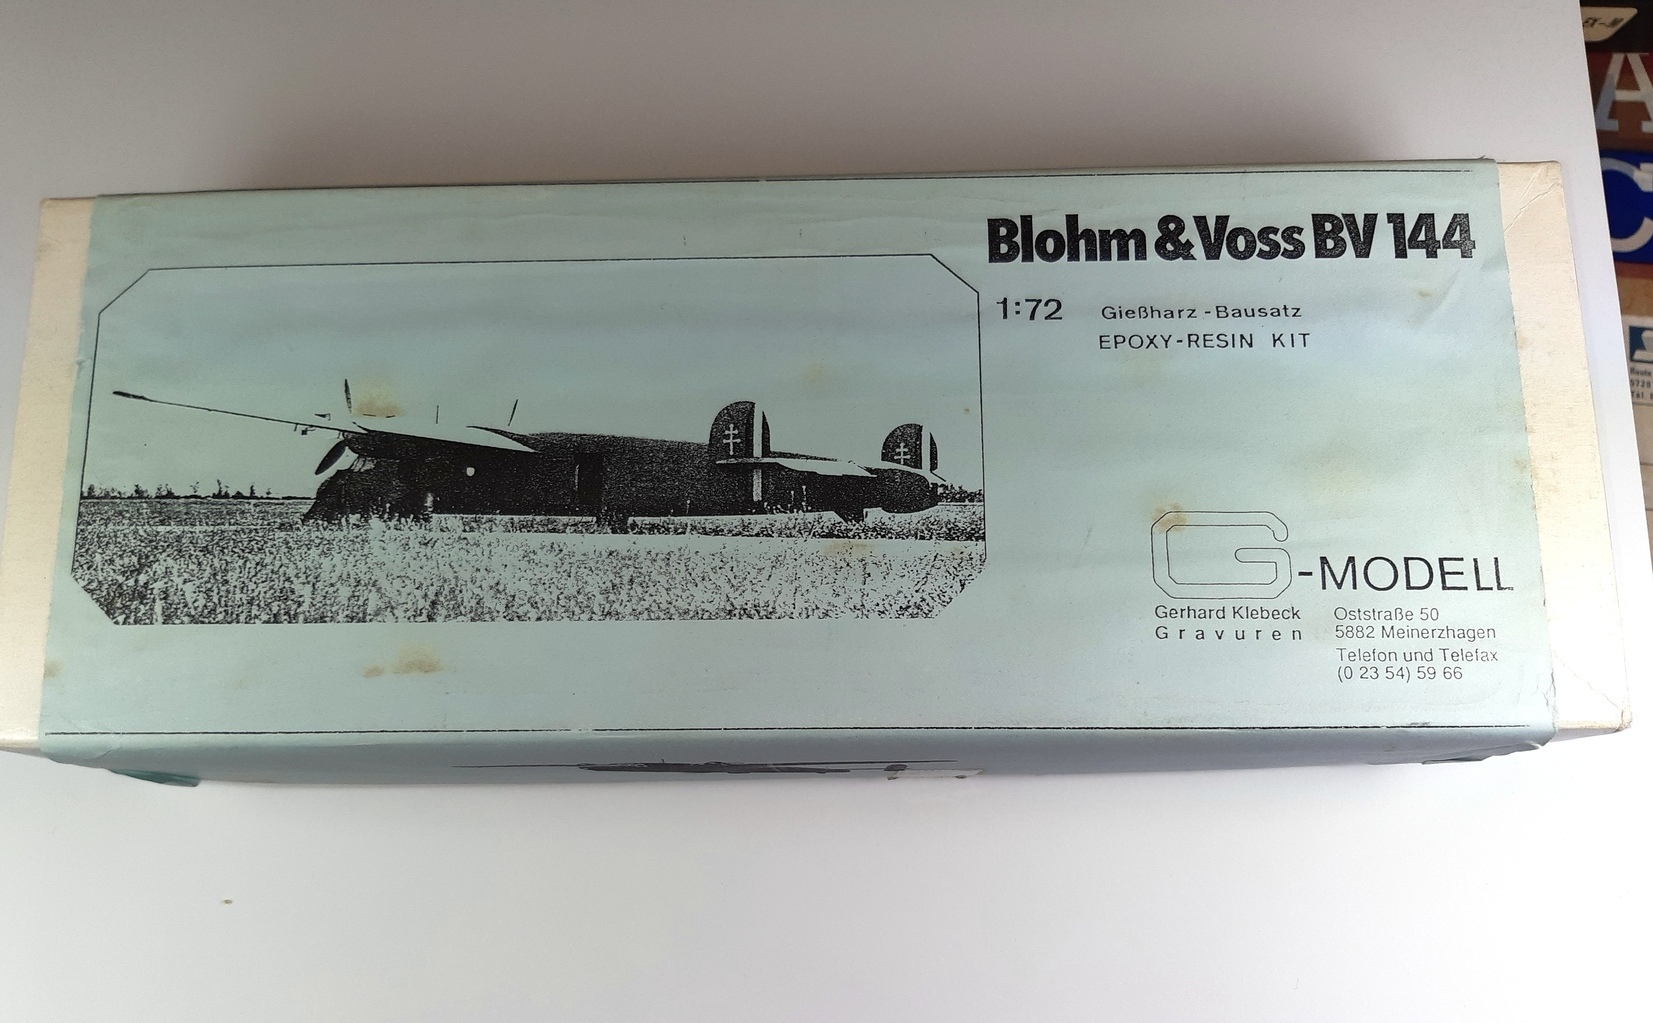 Blohm & Voss BV 144
1:72 Gießharz - Bausatz
EPOXY-RESIN KIT
G-MODELL
Gerhard Klebeck
Gravuren
Oststraße 50
5882 Meinerzhagen
Telefon und Telefax
(0 23 54) 59 66
A
C
5728